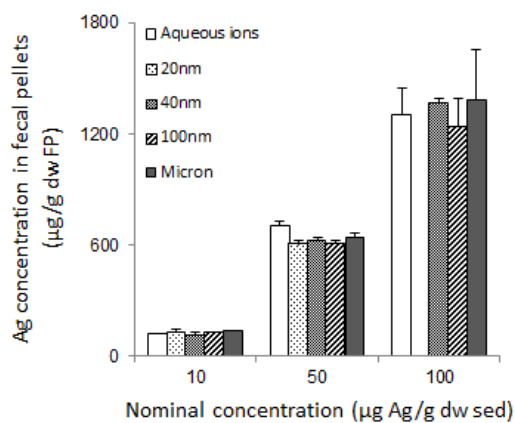 Ag concentration in fecal pellets
(µg/g dw FP)
1800
1200
600
0
Aqueous ions
20nm
40nm
100nm
Micron
10 50 100
Nominal concentration (µg Ag/g dw sed)